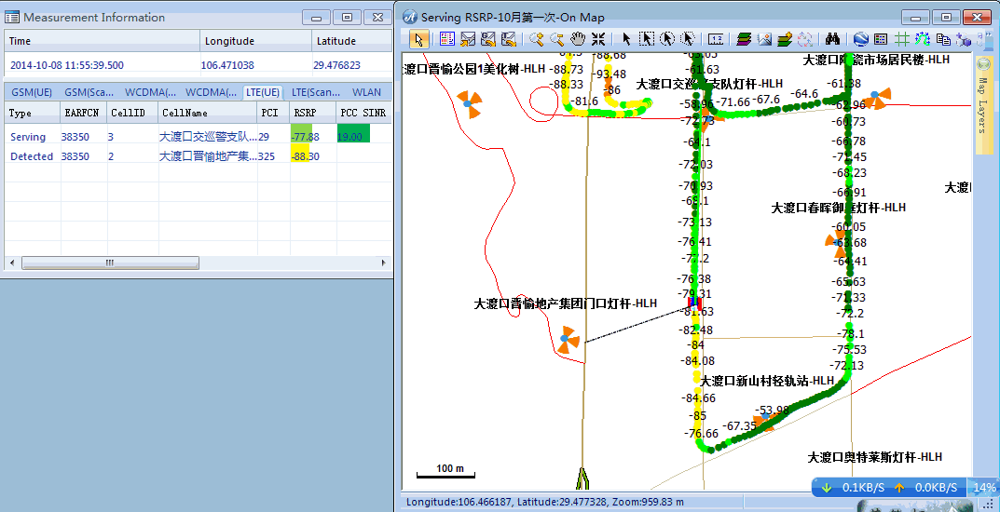 Measurement Information
Time Longitude Latitude
2014-10-08 11:55:39.500 106.471038 29.476823
GSM(UE) GSM(Sca... WCDMA(... WCDMA(... LTE(UE) LTE(Scan... WLAN
Type EARFCN CellID CellName PCI RSRP PCC SINR
Serving 38350 3 大渡口交巡警支队... 29 -77.88 19.00
Detected 38350 2 大渡口晋愉地产集... 325 -88.30
Serving RSRP-10月第一次-On Map
Map Layers
大渡口晋愉公园1美化树-HLH
-88.73
-88.33
-81.6
-88.68
-93.48
-86
-63.63
-61.63
大渡口交巡警支队灯杆-HLH
-58.96
-71.66
-67.6
-64.6
-72.73
大渡口陶瓷市场居民楼-HLH
-61.38
-62.96
-66.73
-60.78
-71.45
-68.23
-66.91
大渡口春晖御庭灯杆-HLH
-60.05
-63.68
-64.41
-65.63
-71.33
-72.2
-78.1
-75.53
-72.13
大渡
-64.1
-72.03
-70.93
-68.1
-73.13
-76.41
-77.2
-76.38
-79.31
-81.63
大渡口晋愉地产集团门口灯杆-HLH
-82.48
-84
-84.08
大渡口新山村轻轨站-HLH
-84.66
-85
-76.66
-67.35
-53.98
大渡口奥特莱斯灯杆-HLH
100 m
0.1KB/S 0.0KB/S 14%
Longitude:106.466187, Latitude:29.477328, Zoom:959.83 m